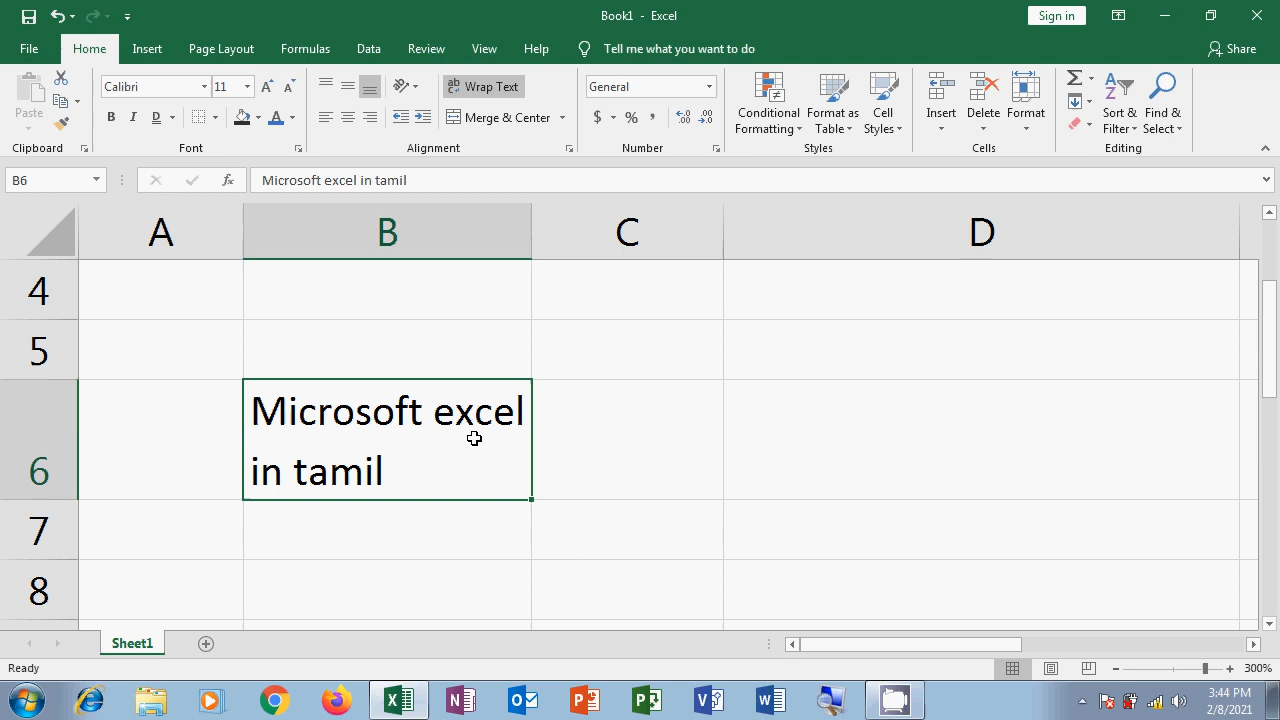 Book1 - Excel
Sign in
File Home Insert Page Layout Formulas Data Review View Help Tell me what you want to do Share
Paste
Clipboard
Calibri 11 A A
B I D A
Font
ab c Wrap Text
Merge & Center
Alignment
General
$ % ,
Number
Conditional Formatting
Format as Table
Cell Styles
Styles
Insert Delete Format
Cells
Sort & Filter
Find & Select
Editing
B6 fx Microsoft excel in tamil
A B C D
4
5
6
Microsoft excel
in tamil
7
8
Sheet1
Ready 300%
3:44 PM
2/8/2021